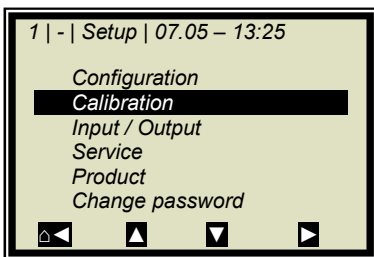 1 | - | Setup | 07.05 – 13:25
Configuration
Calibration
Input / Output
Service
Product
Change password